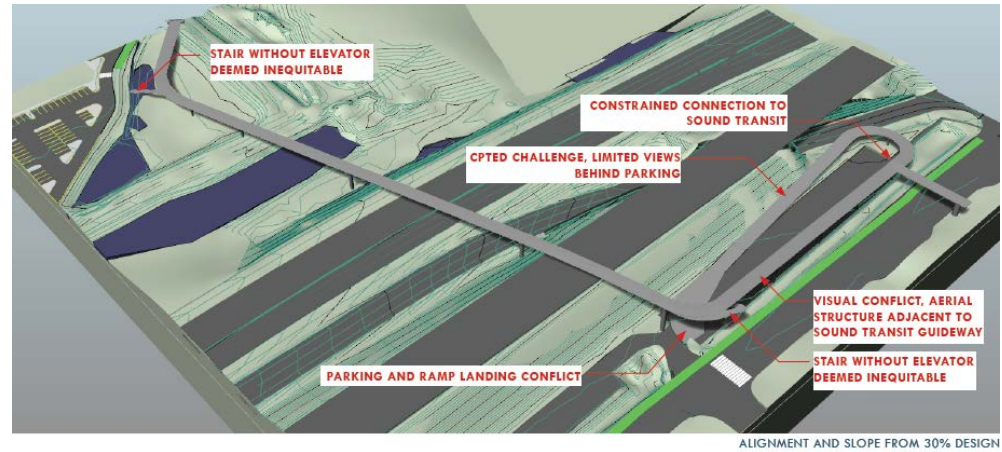 STAIR WITHOUT ELEVATOR
DEEMED INEQUITABLE
CONSTRAINED CONNECTION TO
SOUND TRANSIT
CPTED CHALLENGE, LIMITED VIEWS
BEHIND PARKING
VISUAL CONFLICT, AERIAL
STRUCTURE ADJACENT TO
SOUND TRANSIT GUIDEWAY
STAIR WITHOUT ELEVATOR
DEEMED INEQUITABLE
PARKING AND RAMP LANDING CONFLICT
ALIGNMENT AND SLOPE FROM 30% DESIGN